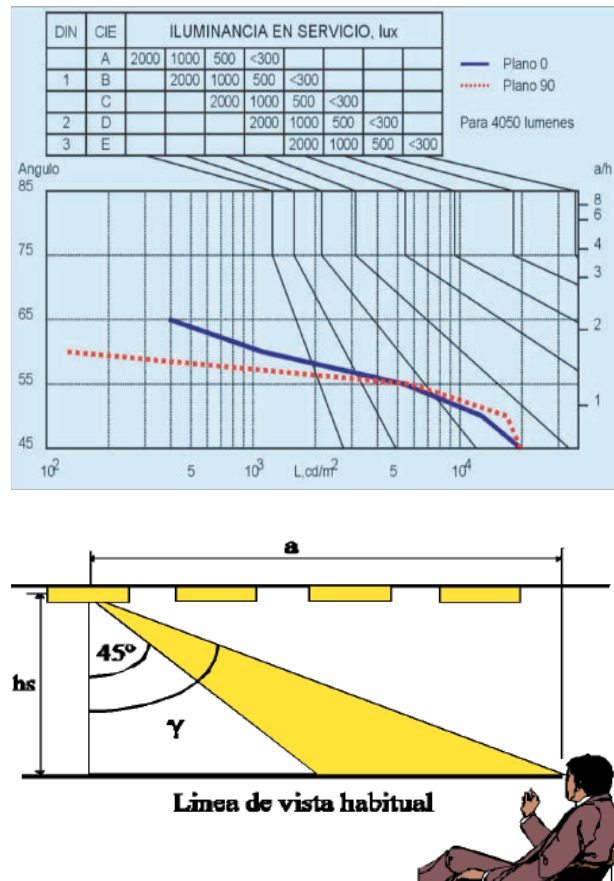 DIN CIE ILUMINANCIA EN SERVICIO, lux
A 2000 1000 500 <300
1 B 2000 1000 500 <300
C 2000 1000 500 <300
2 D 2000 1000 500 <300
3 E 2000 1000 500 <300
Plano 0
Plano 90
Para 4050 lumenes
Angulo a/h
85
8
6
75 4
3
65 2
55 1
45
10² 5 10³ L,cd/m² 5 10⁴
a
45º
hs
γ
Linea de vista habitual